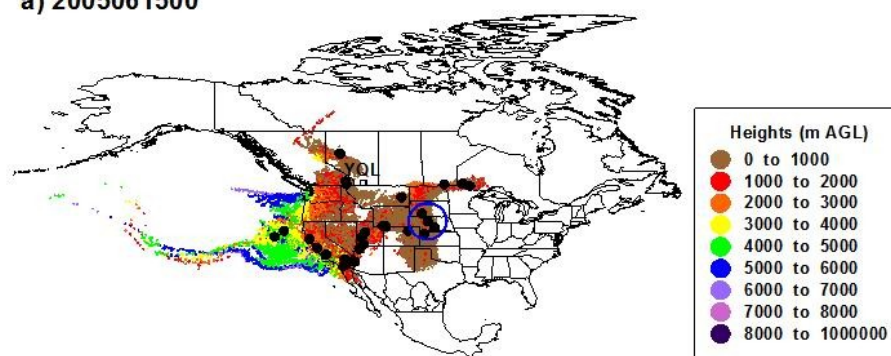 a) 2005061500
YQL
Heights (m AGL)
0 to 1000
1000 to 2000
2000 to 3000
3000 to 4000
4000 to 5000
5000 to 6000
6000 to 7000
7000 to 8000
8000 to 1000000